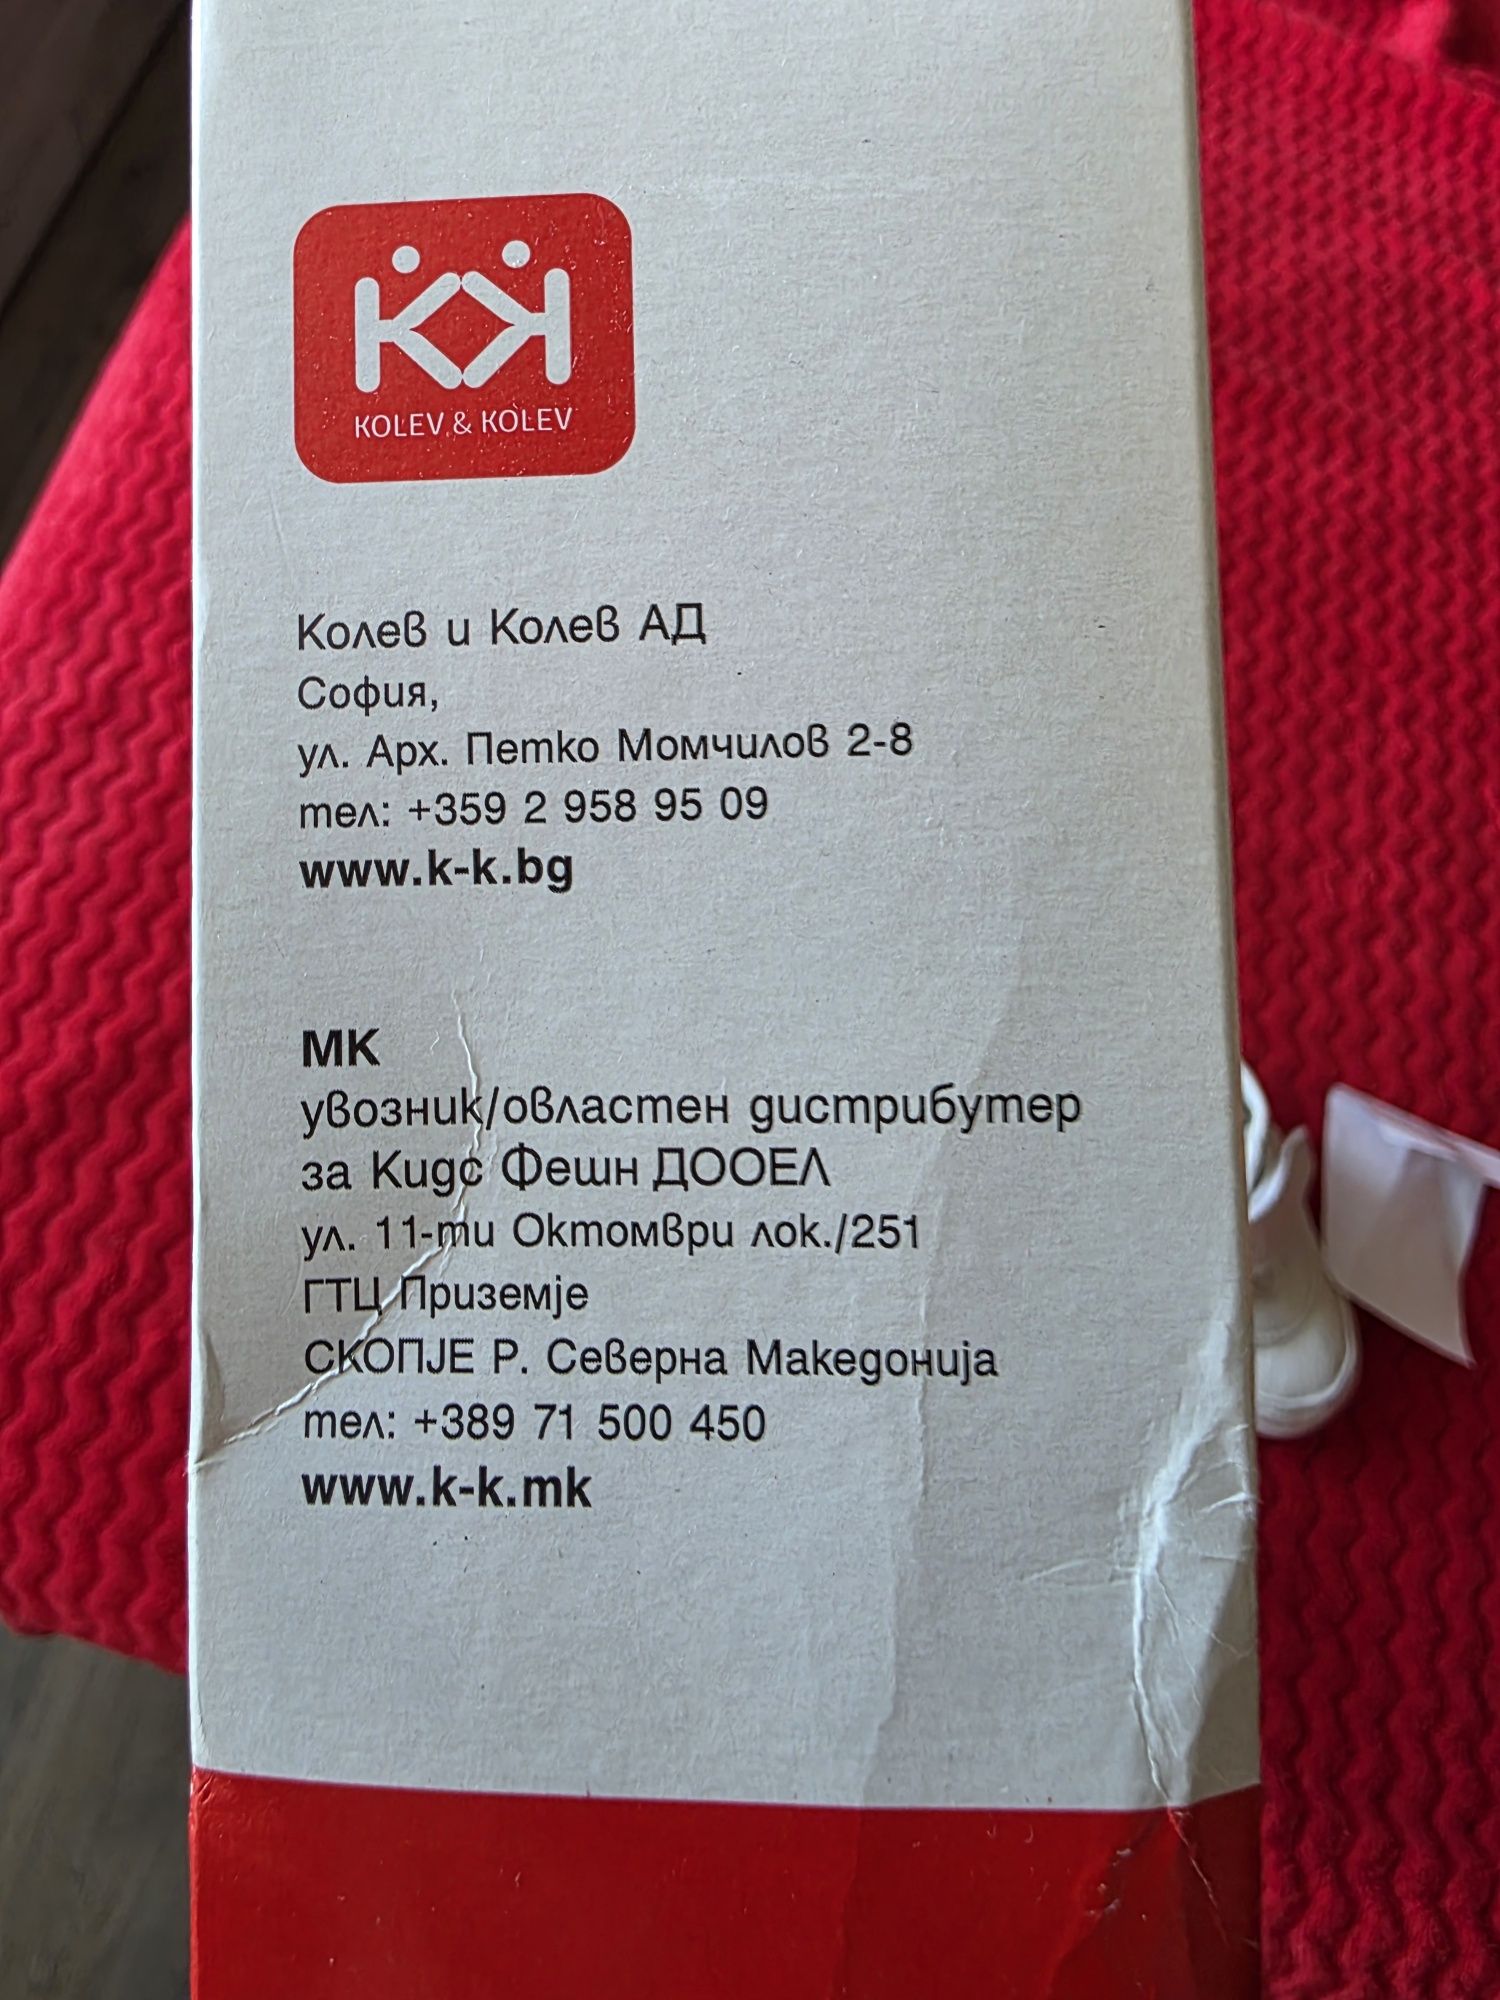 KOLEV & KOLEV
Колев и Колев АД
София,
ул. Арх. Петко Момчилов 2-8
тел: +359 2 958 95 09
www.k-k.bg
МК
увозник/овластен дистрибутер
за Кидс Фешн ДООЕЛ
ул. 11-ти Октомври лок./251
ГТЦ Приземје
СКОПЈЕ Р. Северна Македонија
тел: +389 71 500 450
www.k-k.mk